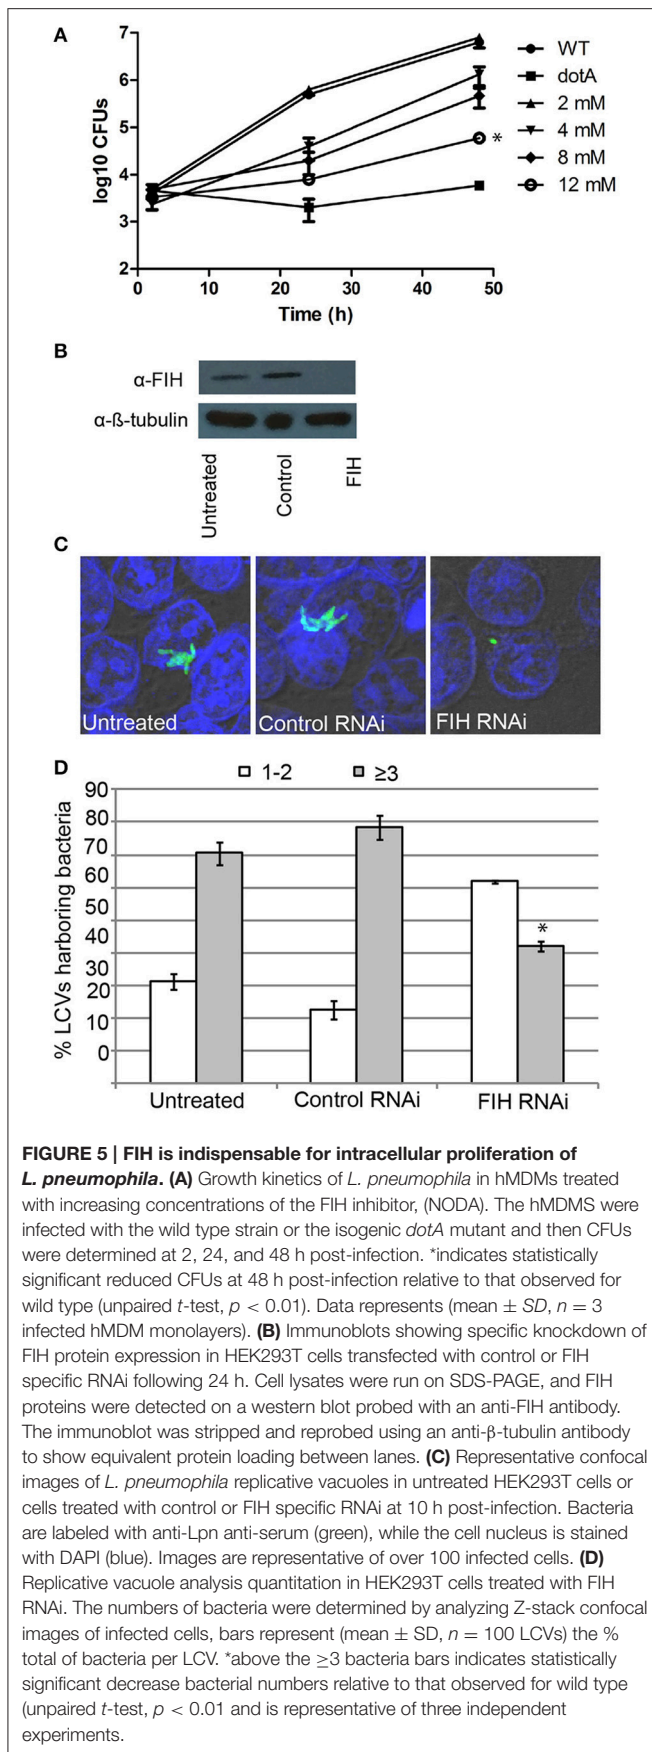 A
log10 CFUs
7
6
5
4
3
2
0 10 20 30 40 50
Time (h)
*
WT
dotA
2 mM
4 mM
8 mM
12 mM
B
α-FIH
α-ß-tubulin
Untreated
Control
FIH
C
Untreated
Control RNAi
FIH RNAi
D
1-2 ≥3
% LCVs harboring bacteria
90
80
70
60
50
40
30
20
10
0
*
Untreated Control RNAi FIH RNAi
FIGURE 5 | FIH is indispensable for intracellular proliferation of
L. pneumophila. (A) Growth kinetics of L. pneumophila in hMDMs treated
with increasing concentrations of the FIH inhibitor, (NODA). The hMDMS were
infected with the wild type strain or the isogenic dotA mutant and then CFUs
were determined at 2, 24, and 48 h post-infection. *indicates statistically
significant reduced CFUs at 48 h post-infection relative to that observed for
wild type (unpaired t-test, p < 0.01). Data represents (mean ± SD, n = 3
infected hMDM monolayers). (B) Immunoblots showing specific knockdown of
FIH protein expression in HEK293T cells transfected with control or FIH
specific RNAi following 24 h. Cell lysates were run on SDS-PAGE, and FIH
proteins were detected on a western blot probed with an anti-FIH antibody.
The immunoblot was stripped and reprobed using an anti-β-tubulin antibody
to show equivalent protein loading between lanes. (C) Representative confocal
images of L. pneumophila replicative vacuoles in untreated HEK293T cells or
cells treated with control or FIH specific RNAi at 10 h post-infection. Bacteria
are labeled with anti-Lpn anti-serum (green), while the cell nucleus is stained
with DAPI (blue). Images are representative of over 100 infected cells. (D)
Replicative vacuole analysis quantitation in HEK293T cells treated with FIH
RNAi. The numbers of bacteria were determined by analyzing Z-stack confocal
images of infected cells, bars represent (mean ± SD, n = 100 LCVs) the %
total of bacteria per LCV. *above the ≥3 bacteria bars indicates statistically
significant decrease bacterial numbers relative to that observed for wild type
(unpaired t-test, p < 0.01 and is representative of three independent
experiments.